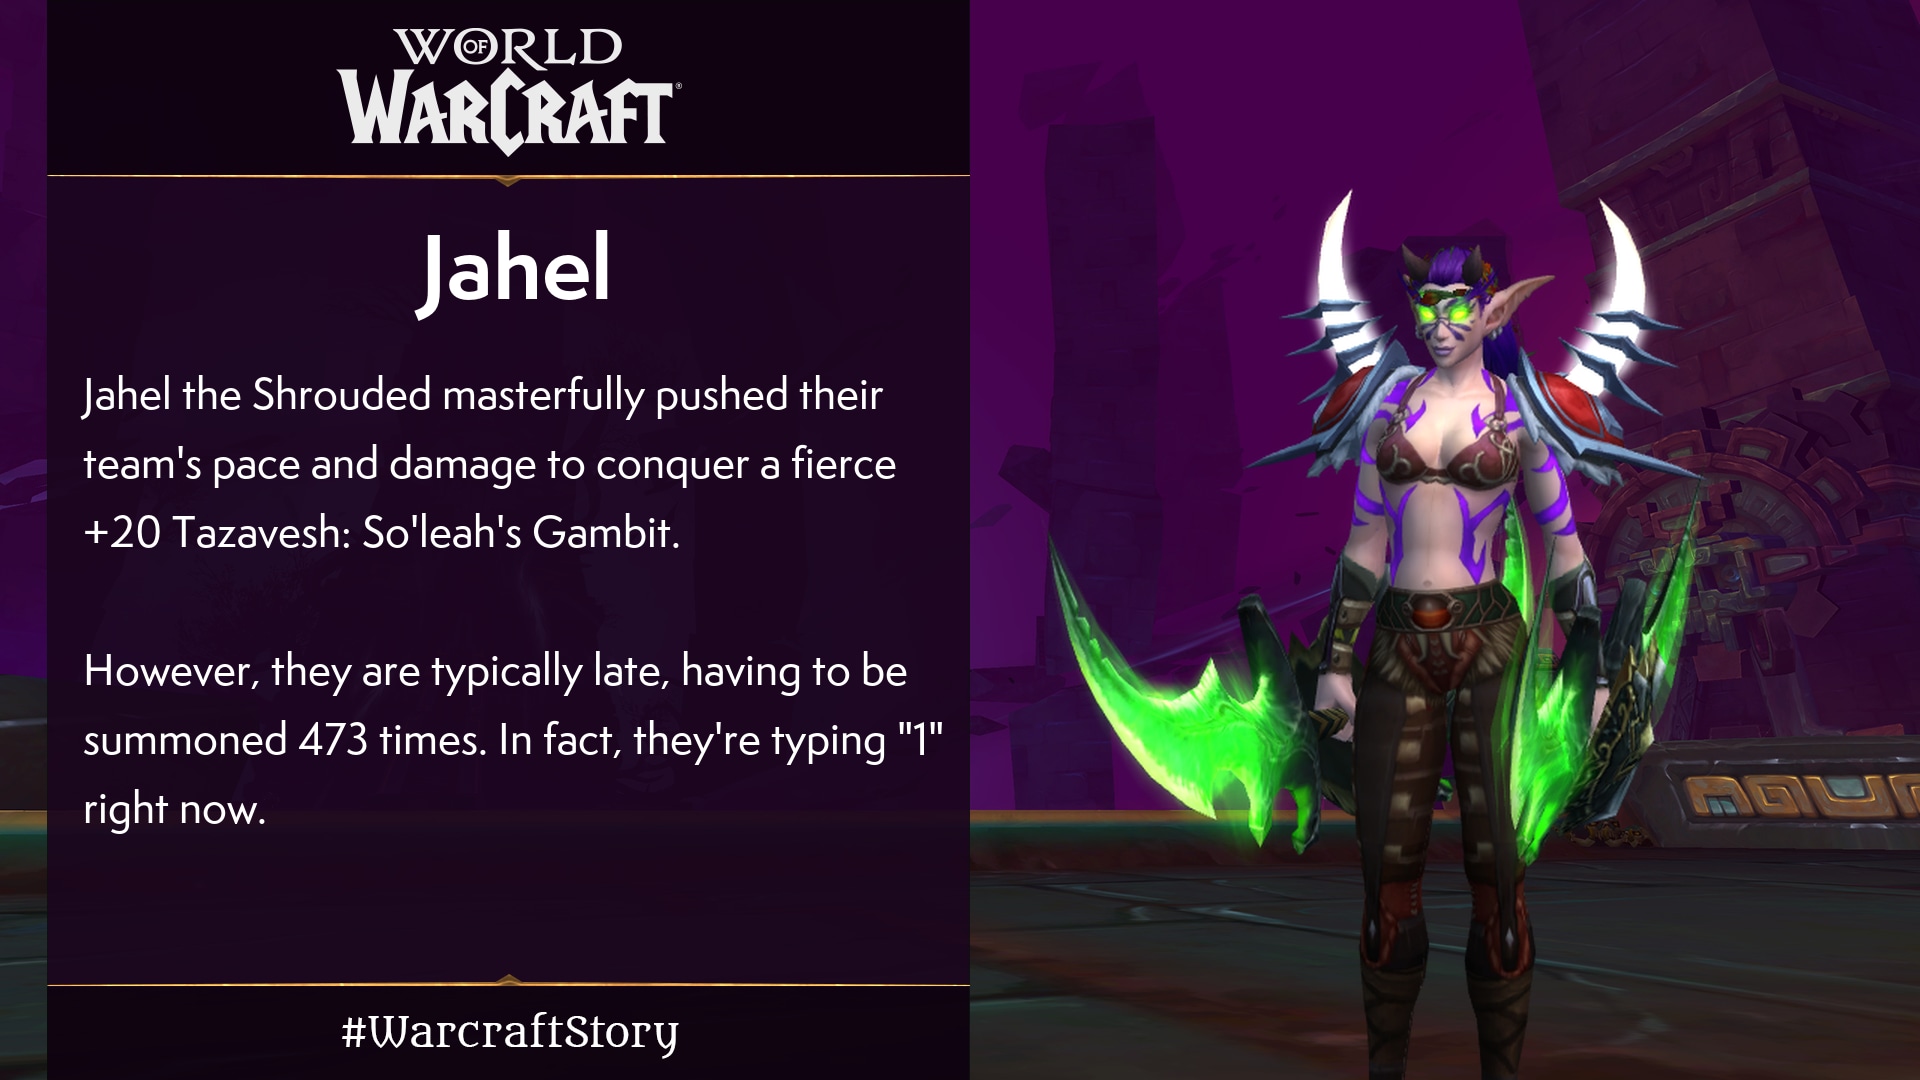 WORLD
OF
WARCRAFT®
Jahel
Jahel the Shrouded masterfully pushed their
team's pace and damage to conquer a fierce
+20 Tazavesh: So'leah's Gambit.
However, they are typically late, having to be
summoned 473 times. In fact, they're typing "1"
right now.
#WarcraftStory